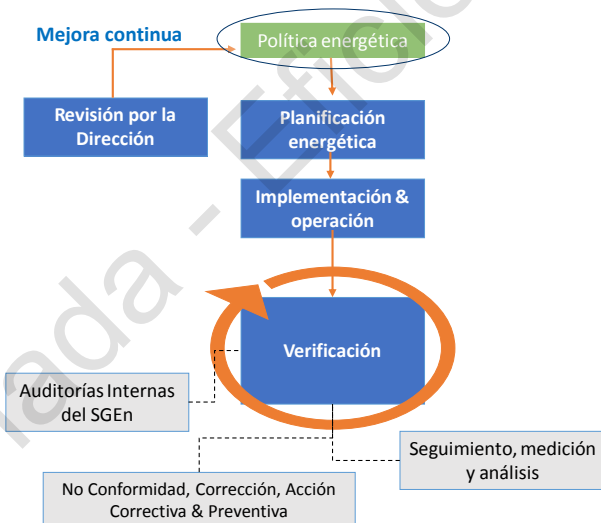 Mejora continua
Política energética
Revisión por la
Dirección
Planificación
energética
Implementación &
operación
Verificación
Auditorías Internas
del SGEn
Seguimiento, medición
y análisis
No Conformidad, Corrección, Acción
Correctiva & Preventiva